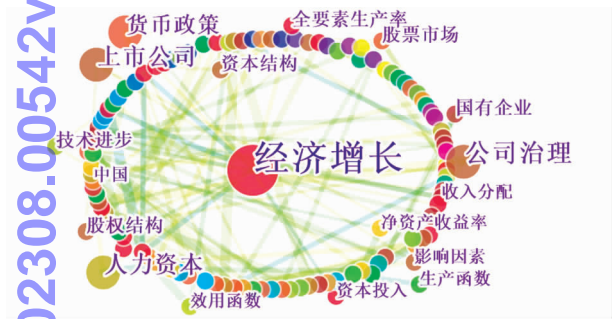 货币政策
全要素生产率
股票市场
上市公司
资本结构
国有企业
技术进步
经济增长
公司治理
中国
收入分配
股权结构
净资产收益率
人力资本
影响因素
生产函数
效用函数
资本投入
02308.00542v